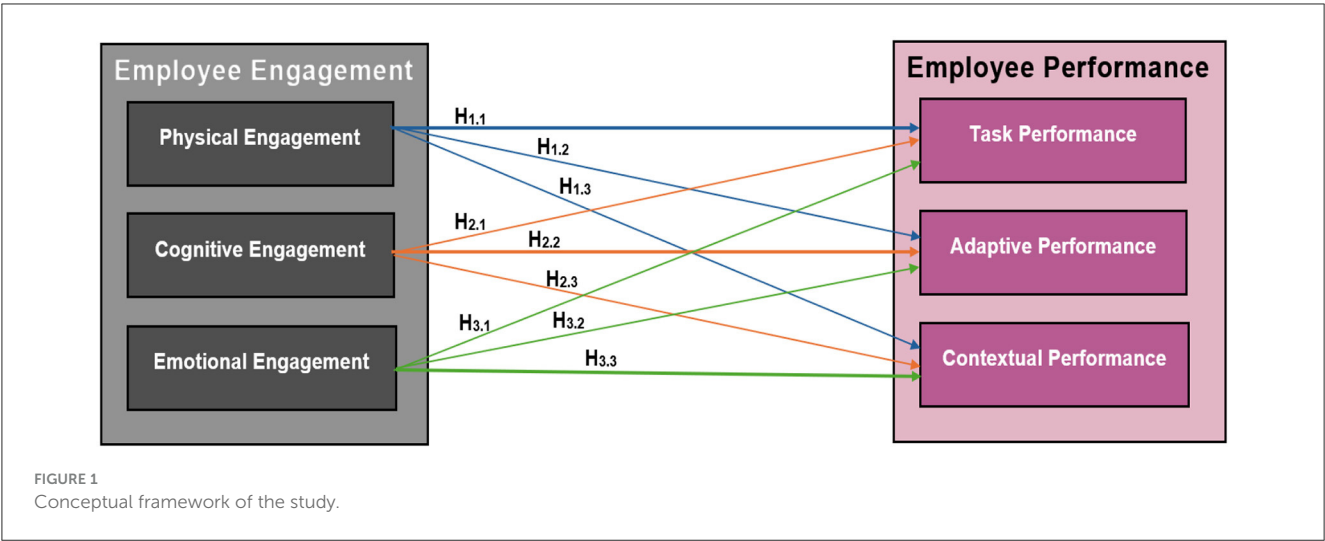 Employee Engagement
Physical Engagement
Cognitive Engagement
Emotional Engagement
H1.1
H1.2
H1.3
H2.1
H2.2
H2.3
H3.1
H3.2
H3.3
Employee Performance
Task Performance
Adaptive Performance
Contextual Performance
FIGURE 1
Conceptual framework of the study.